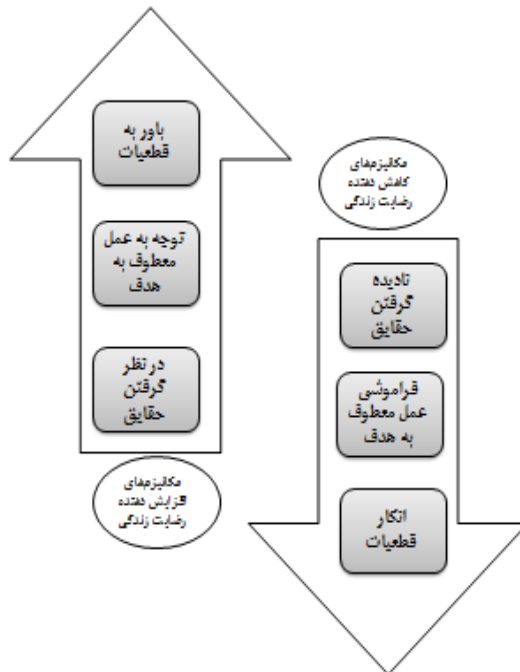 باور به
قطعیات
توجه به عمل
معطوف به
هدف
در نظر
گرفتن
حقایق
مکانیزم‌های
افزایش دهنده
رضایت زندگی
مکانیزم‌های
کاهش دهنده
رضایت زندگی
نادیده
گرفتن
حقایق
فراموشی
عمل معطوف
به هدف
انکار
قطعیات